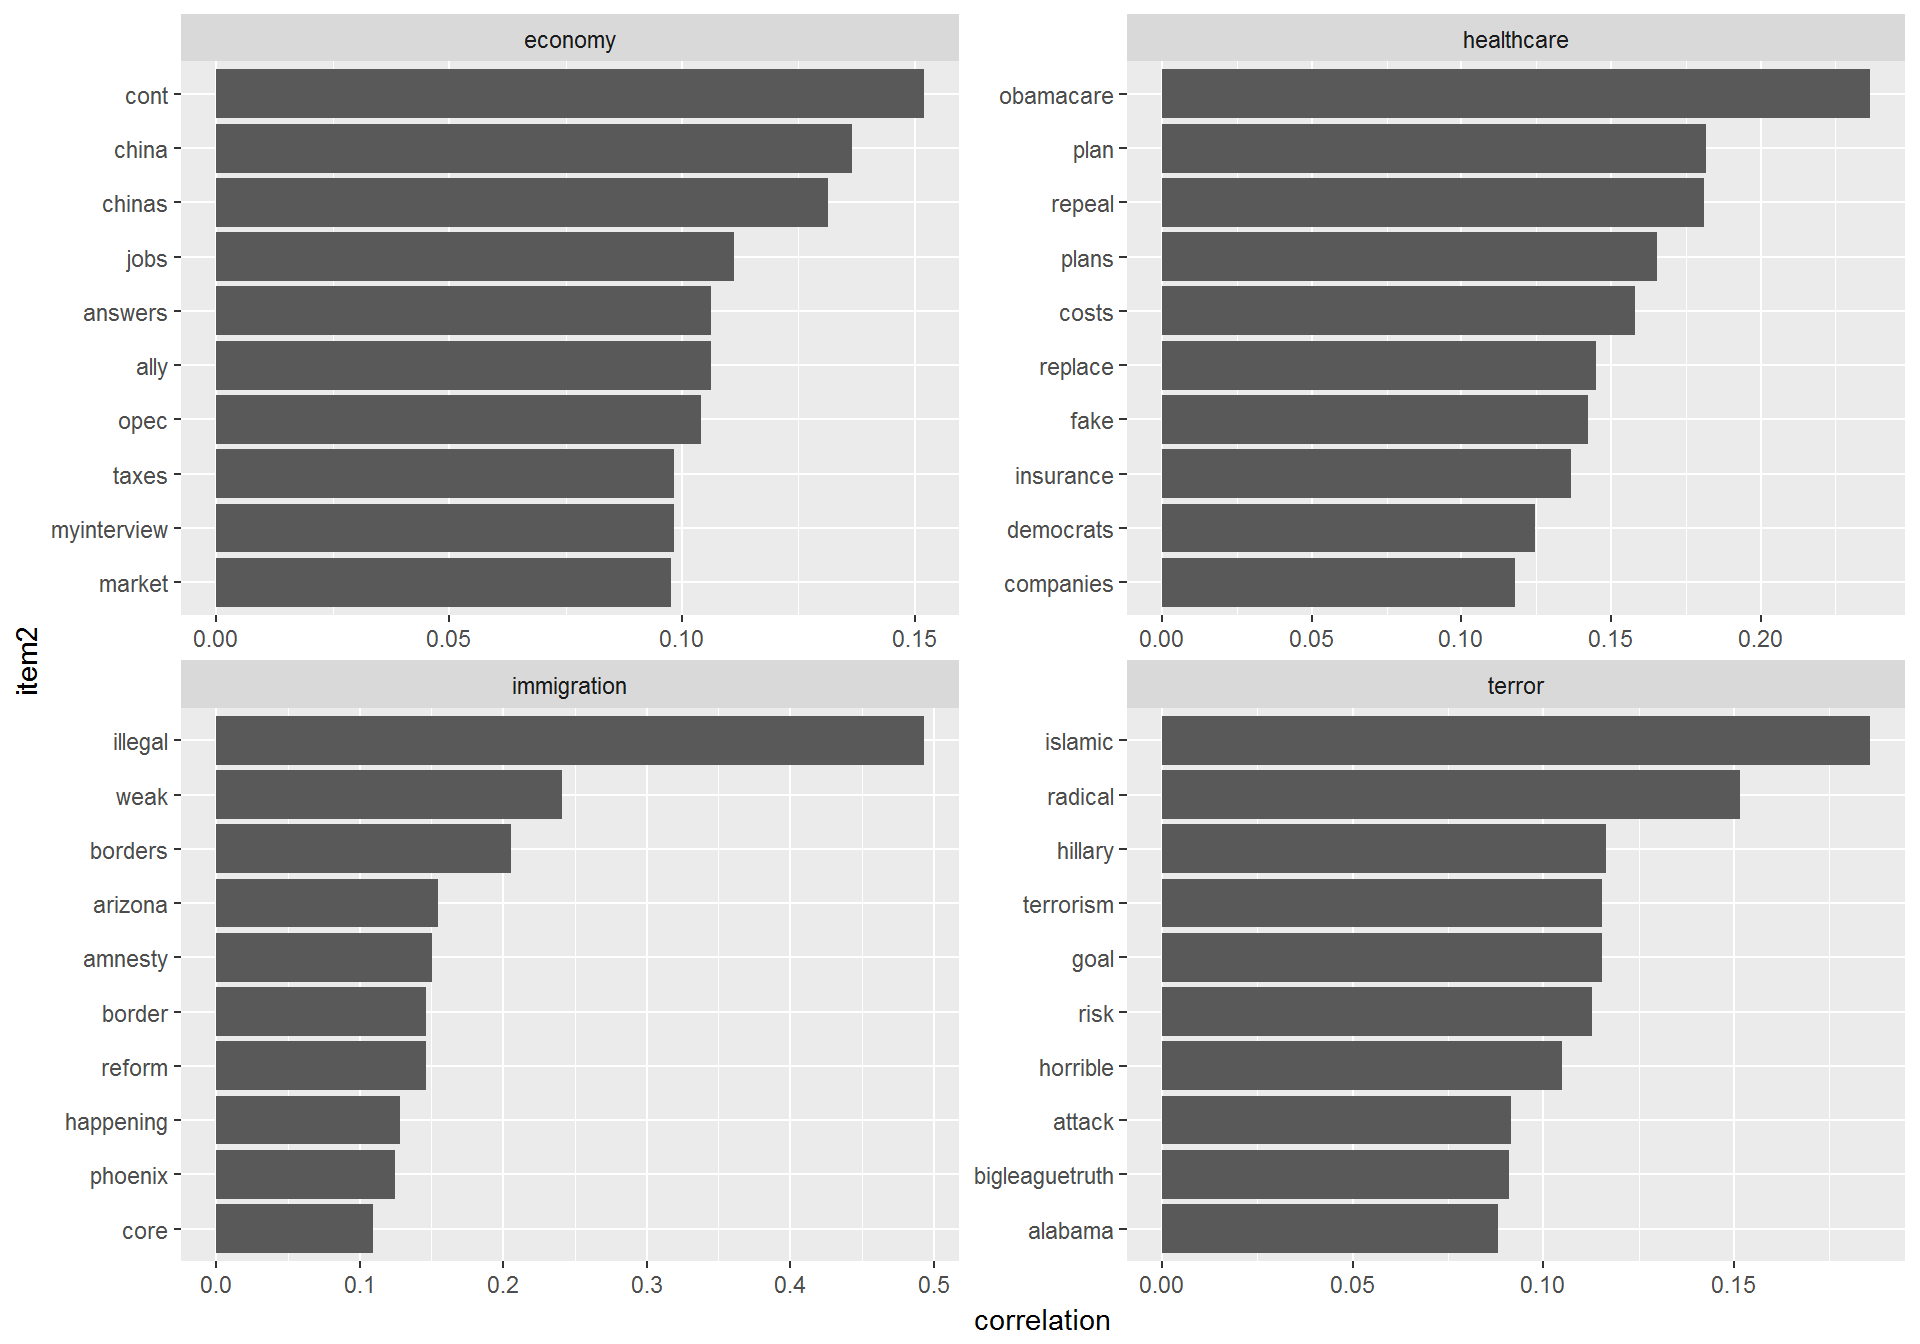 economy
cont
china
chinas
jobs
answers
ally
opec
taxes
myinterview
market
0.00 0.05 0.10 0.15
healthcare
obamacare
plan
repeal
plans
costs
replace
fake
insurance
democrats
companies
0.00 0.05 0.10 0.15 0.20
item2
immigration
illegal
weak
borders
arizona
amnesty
border
reform
happening
phoenix
core
0.0 0.1 0.2 0.3 0.4 0.5
terror
islamic
radical
hillary
terrorism
goal
risk
horrible
attack
bigleaguetruth
alabama
0.00 0.05 0.10 0.15
correlation